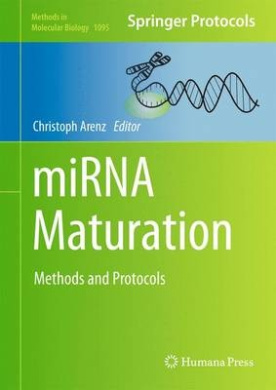 Methods in
Molecular Biology 1095
Springer Protocols
Christoph Arenz Editor
miRNA
Maturation
Methods and Protocols
Humana Press